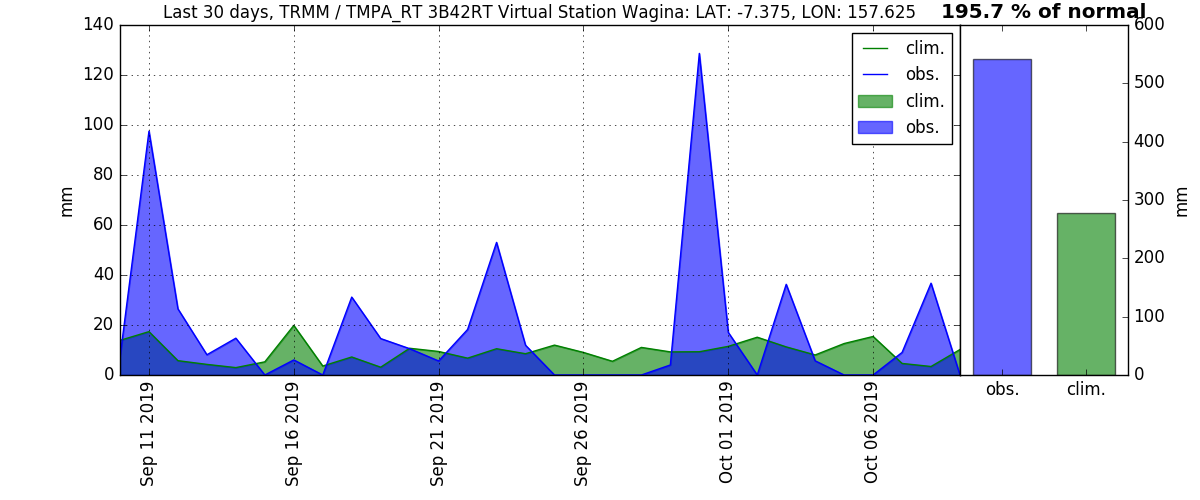 Last 30 days, TRMM / TMPA_RT 3B42RT Virtual Station Wagina: LAT: -7.375, LON: 157.625
195.7 % of normal
mm
140
120
100
80
60
40
20
0
clim.
obs.
clim.
obs.
600
500
400
300
200
100
0
mm
Sep 11 2019
Sep 16 2019
Sep 21 2019
Sep 26 2019
Oct 01 2019
Oct 06 2019
obs.
clim.